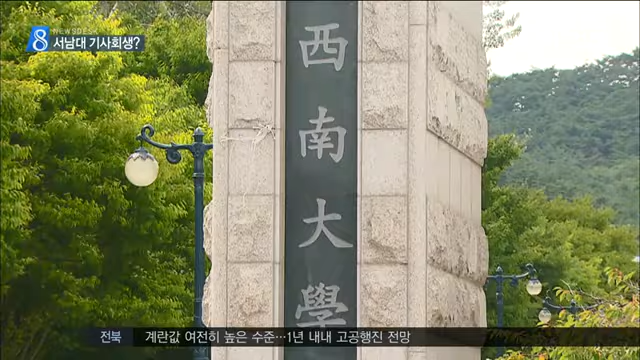 NEWSDESK
8 서남대 기사회생?
西南大學
전북 계란값 여전히 높은 수준…1년 내내 고공행진 전망